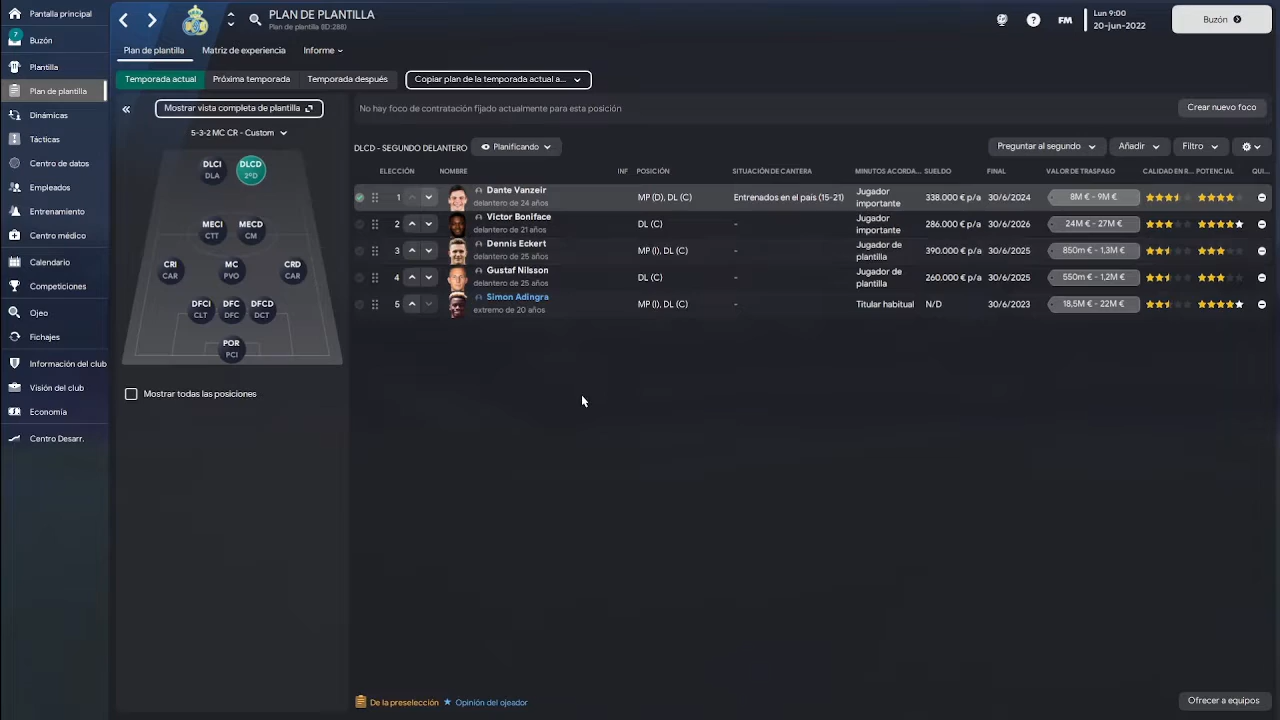 Pantalla principal
Buzón
Plantilla
Plan de plantilla
Dinámicas
Tácticas
Centro de datos
Empleados
Entrenamiento
Centro médico
Calendario
Competiciones
Ojeo
Fichajes
Información del club
Visión del club
Economía
Centro Desarr.
PLAN DE PLANTILLA
Plan de plantilla (ID:288)
FM
Lun 9:00
20-jun-2022
Buzón
Plan de plantilla
Matriz de experiencia
Informe
Temporada actual
Próxima temporada
Temporada después
Copiar plan de la temporada actual a...
Mostrar vista completa de plantilla
No hay foco de contratación fijado actualmente para esta posición
Crear nuevo foco
5-3-2 MC CR - Custom
DLCI DLCD
DLA 2ºD
MECI MECD
CTT CM
CRI MC CRD
CAR PVO CAR
DFCI DFC DFCD
CLT DFC DCT
POR
PCI
Mostrar todas las posiciones
DLCD - SEGUNDO DELANTERO
Planificando
Preguntar al segundo
Añadir
Filtro
ELECCIÓN NOMBRE INF POSICIÓN SITUACIÓN DE CANTERA MINUTOS ACORDA... SUELDO FINAL VALOR DE TRASPASO CALIDAD EN R... POTENCIAL QUI...
1 Dante Vanzeir
delantero de 24 años
MP (D), DL (C) Entrenados en el país (15-21) Jugador importante 338.000 € p/a 30/6/2024 8M € - 9M €
2 Victor Boniface
delantero de 21 años
DL (C) - Jugador importante 286.000 € p/a 30/6/2026 24M € - 27M €
3 Dennis Eckert
delantero de 25 años
MP (I), DL (C) - Jugador de plantilla 390.000 € p/a 30/6/2025 850m € - 1,3M €
4 Gustaf Nilsson
delantero de 25 años
DL (C) - Jugador de plantilla 260.000 € p/a 30/6/2025 550m € - 1,2M €
5 Simon Adingra
extremo de 20 años
MP (I), DL (C) - Titular habitual N/D 30/6/2023 18,5M € - 22M €
De la preselección
Opinión del ojeador
Ofrecer a equipos